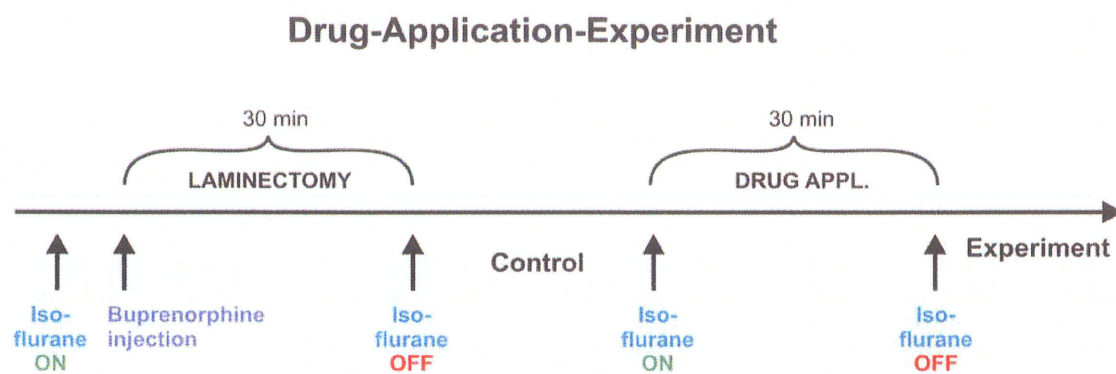 Drug-Application-Experiment
30 min
30 min
LAMINECTOMY
DRUG APPL.
Control
Experiment
Iso-
flurane
ON
Buprenorphine
injection
Iso-
flurane
OFF
Iso-
flurane
ON
Iso-
flurane
OFF